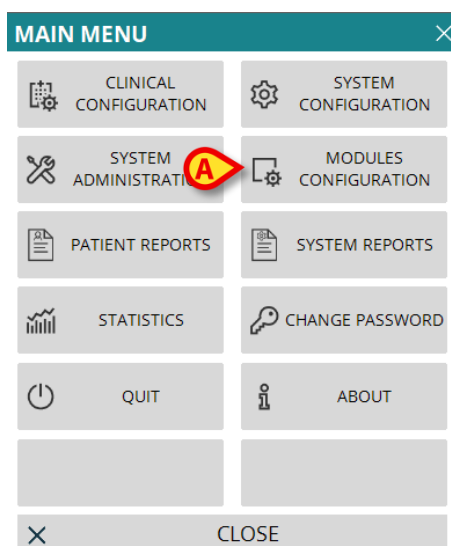 MAIN MENU
CLINICAL
CONFIGURATION
SYSTEM
CONFIGURATION
SYSTEM
ADMINISTRATI
A
MODULES
CONFIGURATION
PATIENT REPORTS
SYSTEM REPORTS
STATISTICS
CHANGE PASSWORD
QUIT
ABOUT
CLOSE